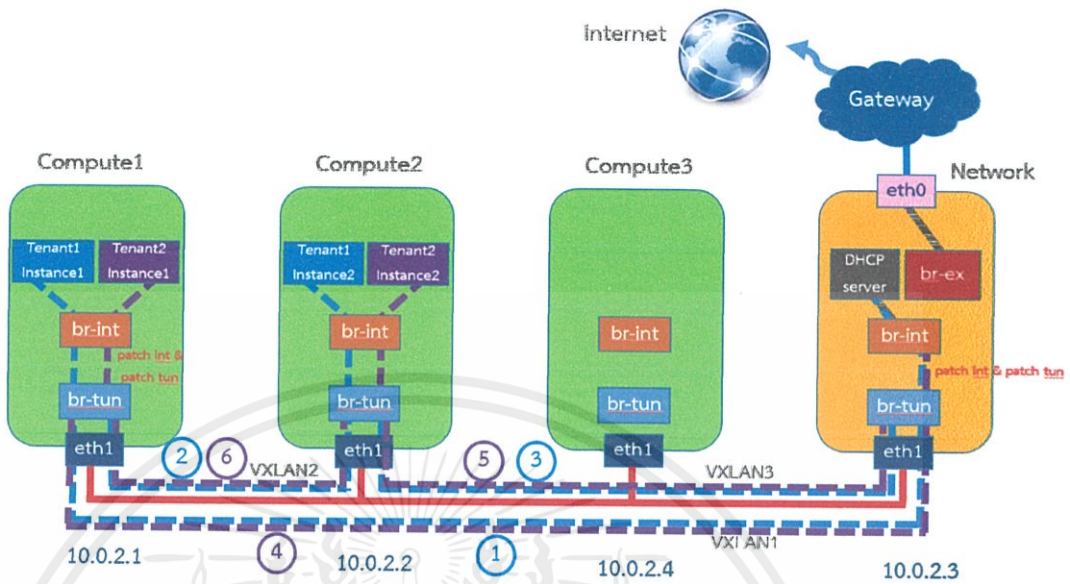 Internet
Gateway
Compute1
Compute2
Compute3
Network
eth0
Tenant1
Instance1
Tenant2
Instance1
Tenant1
Instance2
Tenant2
Instance2
DHCP
server
br-ex
br-int
br-int
br-int
br-int
patch int &
patch tun
patch int & patch tun
br-tun
br-tun
br-tun
br-tun
eth1
eth1
eth1
eth1
2
6
VXLAN2
5
3
VXLAN3
4
1
VXLAN1
10.0.2.1
10.0.2.2
10.0.2.4
10.0.2.3